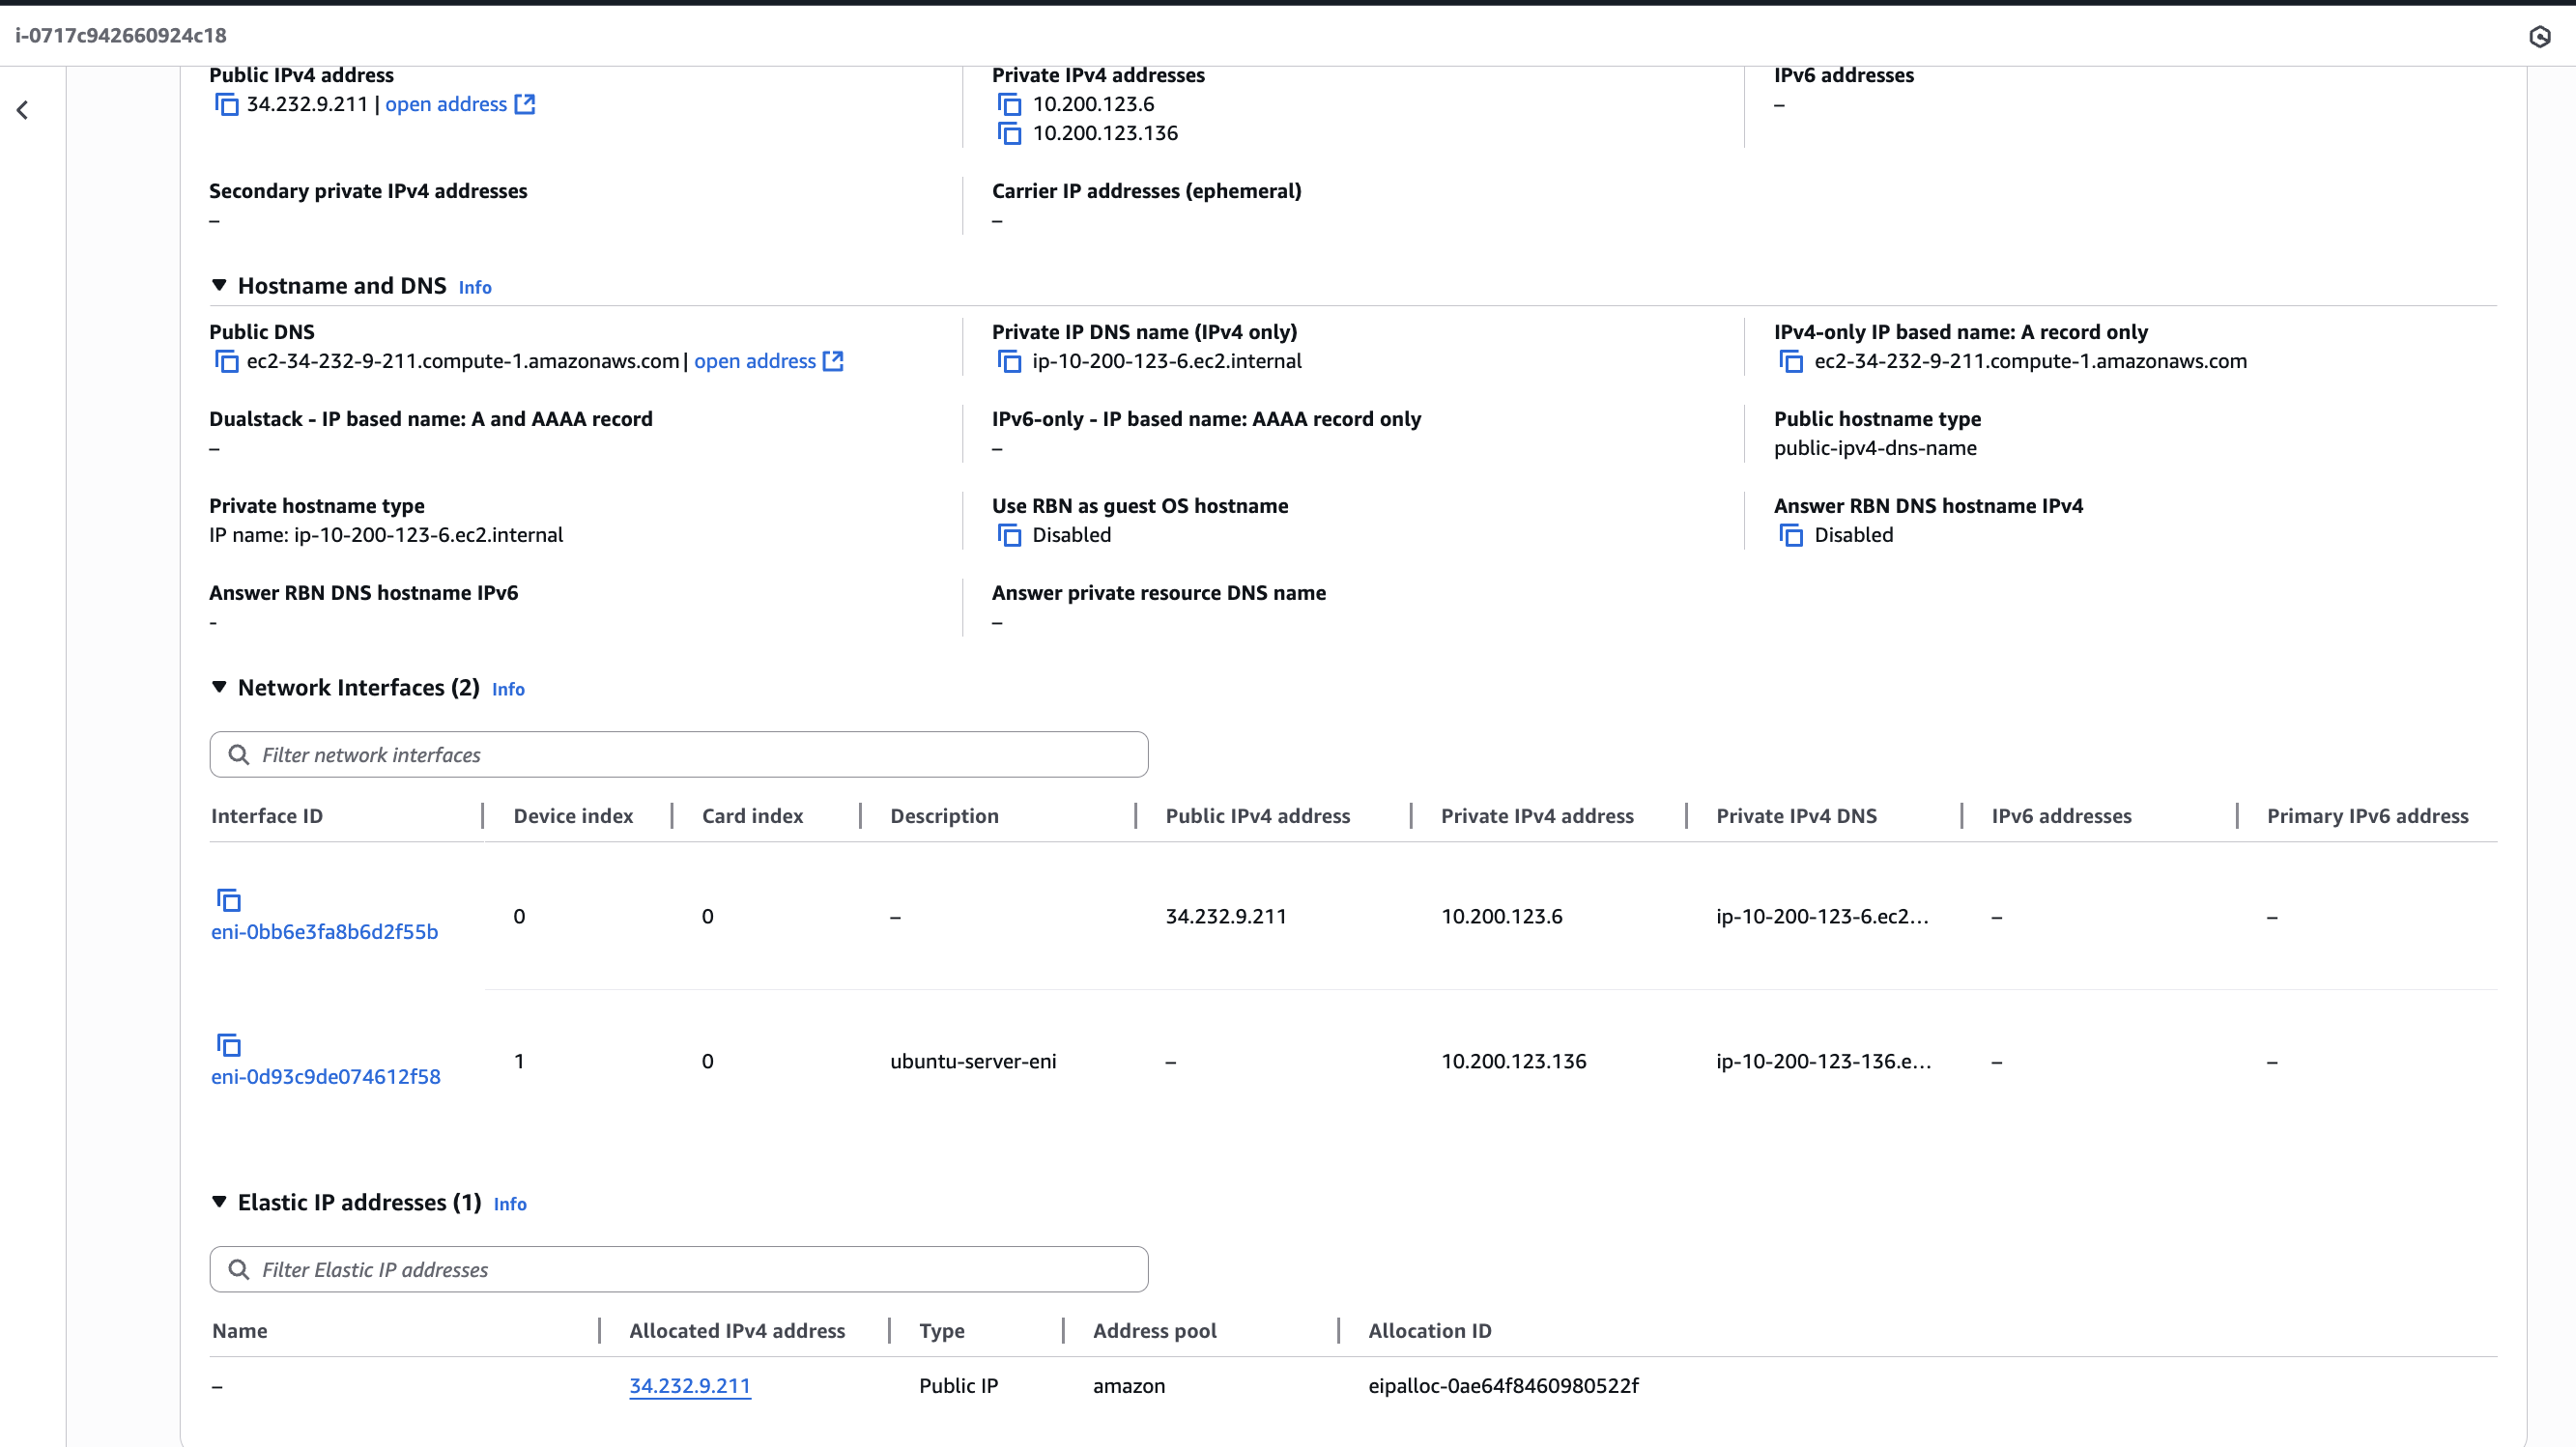 i-0717c942660924c18
Public IPv4 address
34.232.9.211 | open address
Private IPv4 addresses
10.200.123.6
10.200.123.136
IPv6 addresses
–
Secondary private IPv4 addresses
–
Carrier IP addresses (ephemeral)
–
Hostname and DNS Info
Public DNS
ec2-34-232-9-211.compute-1.amazonaws.com | open address
Private IP DNS name (IPv4 only)
ip-10-200-123-6.ec2.internal
IPv4-only IP based name: A record only
ec2-34-232-9-211.compute-1.amazonaws.com
Dualstack - IP based name: A and AAAA record
–
IPv6-only - IP based name: AAAA record only
–
Public hostname type
public-ipv4-dns-name
Private hostname type
IP name: ip-10-200-123-6.ec2.internal
Use RBN as guest OS hostname
Disabled
Answer RBN DNS hostname IPv4
Disabled
Answer RBN DNS hostname IPv6
-
Answer private resource DNS name
–
Network Interfaces (2) Info
Filter network interfaces
Interface ID Device index Card index Description Public IPv4 address Private IPv4 address Private IPv4 DNS IPv6 addresses Primary IPv6 address
eni-0bb6e3fa8b6d2f55b 0 0 – 34.232.9.211 10.200.123.6 ip-10-200-123-6.ec2... – –
eni-0d93c9de074612f58 1 0 ubuntu-server-eni – 10.200.123.136 ip-10-200-123-136.e... – –
Elastic IP addresses (1) Info
Filter Elastic IP addresses
Name Allocated IPv4 address Type Address pool Allocation ID
– 34.232.9.211 Public IP amazon eipalloc-0ae64f8460980522f